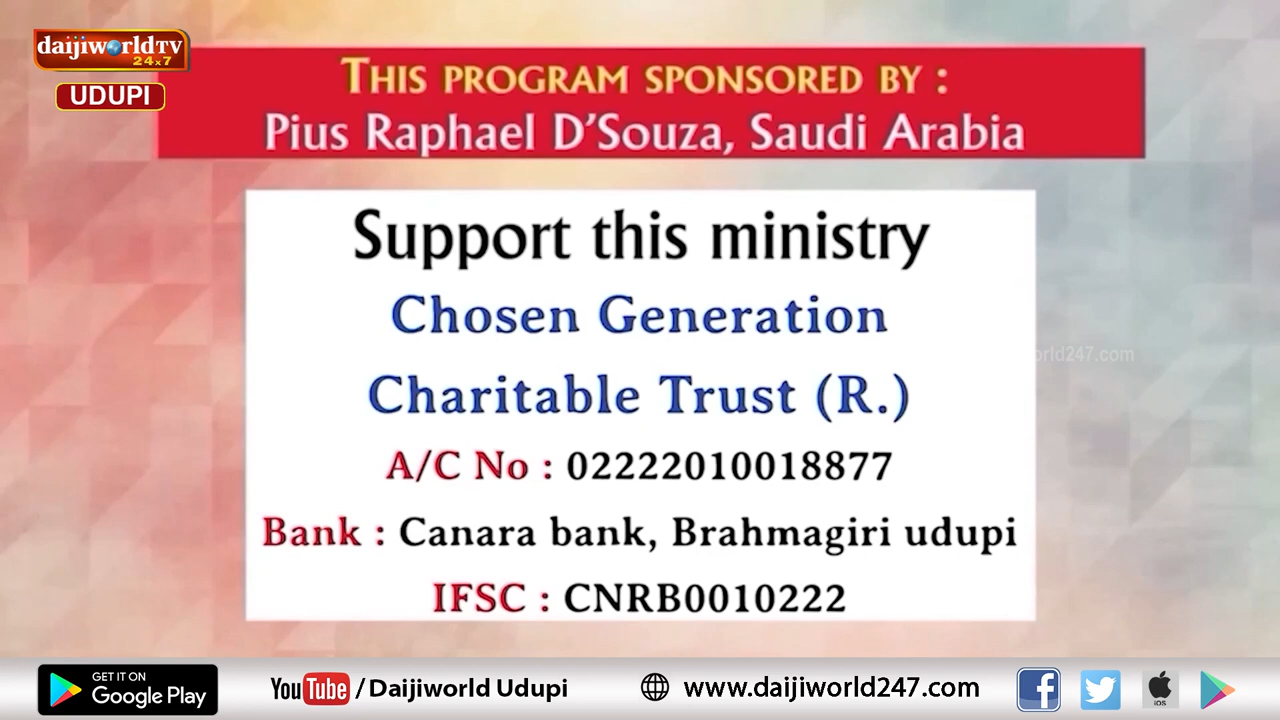 daijiworldTV
24x7
UDUPI
THIS PROGRAM SPONSORED BY :
Pius Raphael D'Souza, Saudi Arabia
Support this ministry
Chosen Generation
Charitable Trust (R.)
A/C No : 02222010018877
Bank : Canara bank, Brahmagiri udupi
IFSC : CNRB0010222
GET IT ON
Google Play
YouTube /Daijiworld Udupi
www.daijiworld247.com
iOS